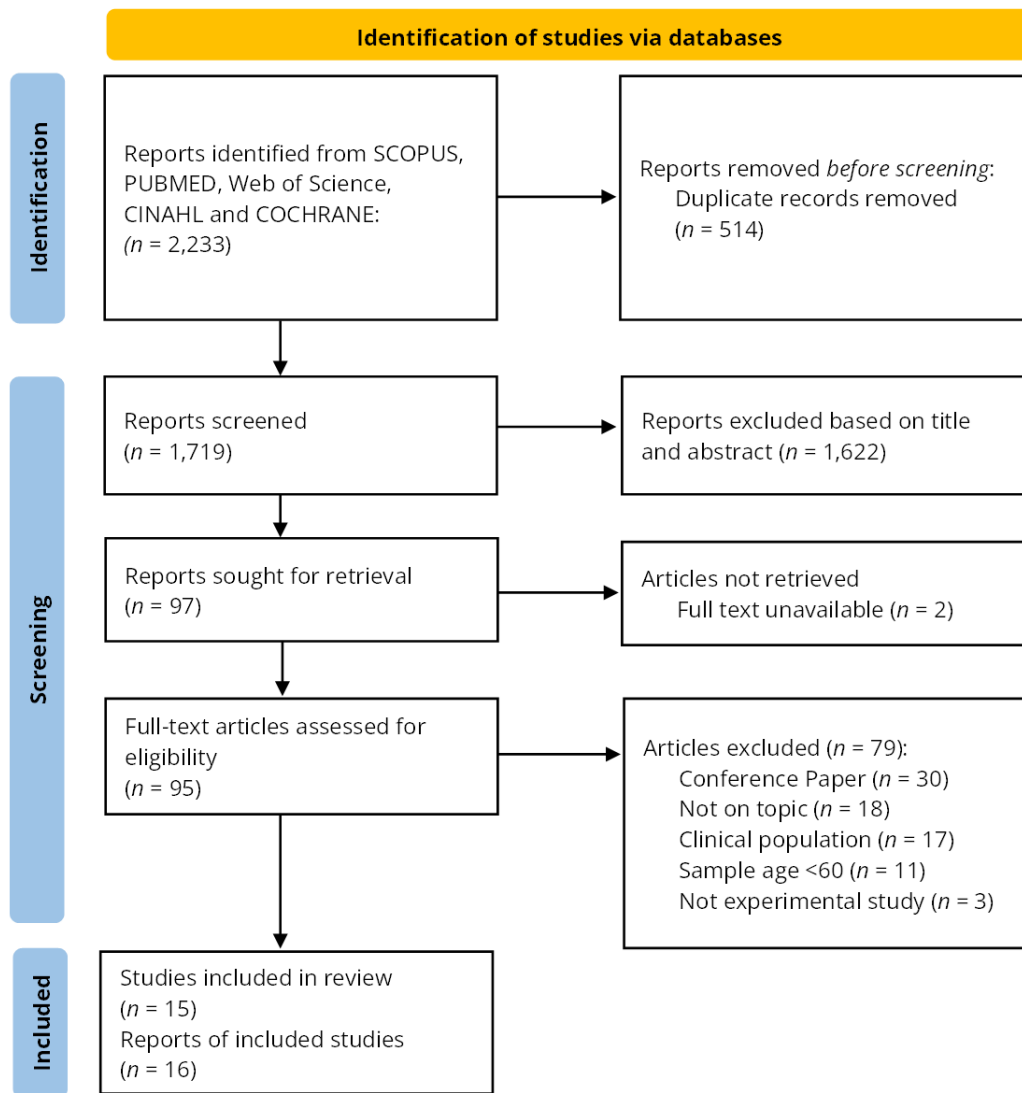 Identification of studies via databases
Identification
Reports identified from SCOPUS,
PUBMED, Web of Science,
CINAHL and COCHRANE:
(n = 2,233)
Reports removed before screening:
Duplicate records removed
(n = 514)
Screening
Reports screened
(n = 1,719)
Reports excluded based on title
and abstract (n = 1,622)
Reports sought for retrieval
(n = 97)
Articles not retrieved
Full text unavailable (n = 2)
Full-text articles assessed for
eligibility
(n = 95)
Articles excluded (n = 79):
Conference Paper (n = 30)
Not on topic (n = 18)
Clinical population (n = 17)
Sample age <60 (n = 11)
Not experimental study (n = 3)
Included
Studies included in review
(n = 15)
Reports of included studies
(n = 16)